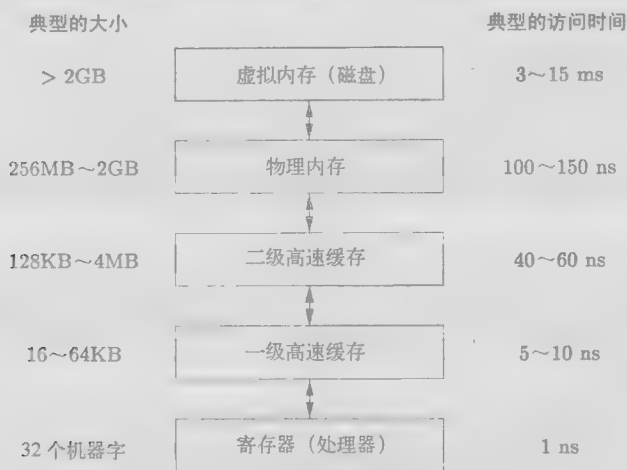 典型的大小 典型的访问时间
> 2GB 虚拟内存（磁盘） 3～15 ms
256MB～2GB 物理内存 100～150 ns
128KB～4MB 二级高速缓存 40～60 ns
16～64KB 一级高速缓存 5～10 ns
32 个机器字 寄存器（处理器） 1 ns